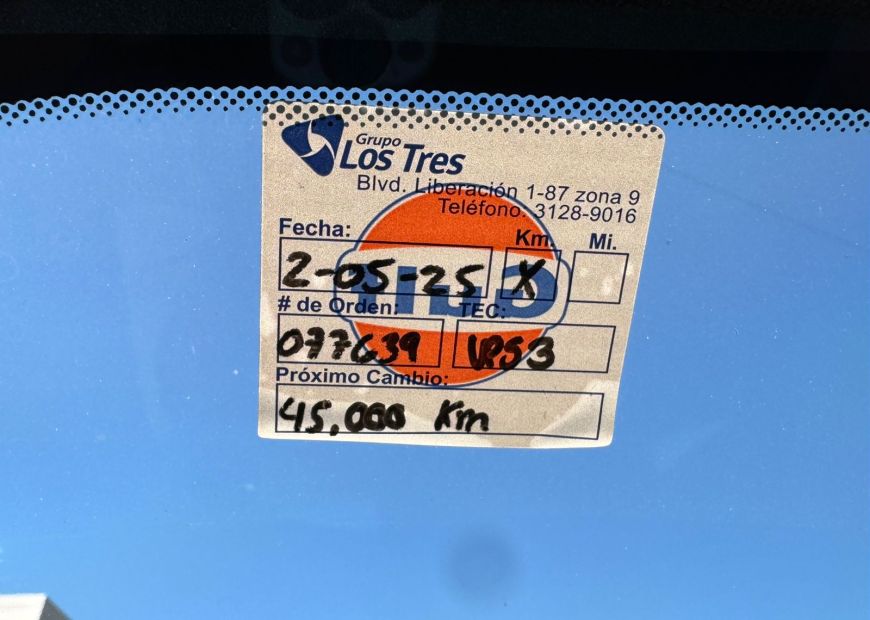 Grupo
Los Tres
Blvd. Liberación 1-87 zona 9
Teléfono: 3128-9016
Fecha: Km. Mi.
2-05-25 X
# de Orden: TEC:
077639 VPS3
Próximo Cambio:
45,000 Km